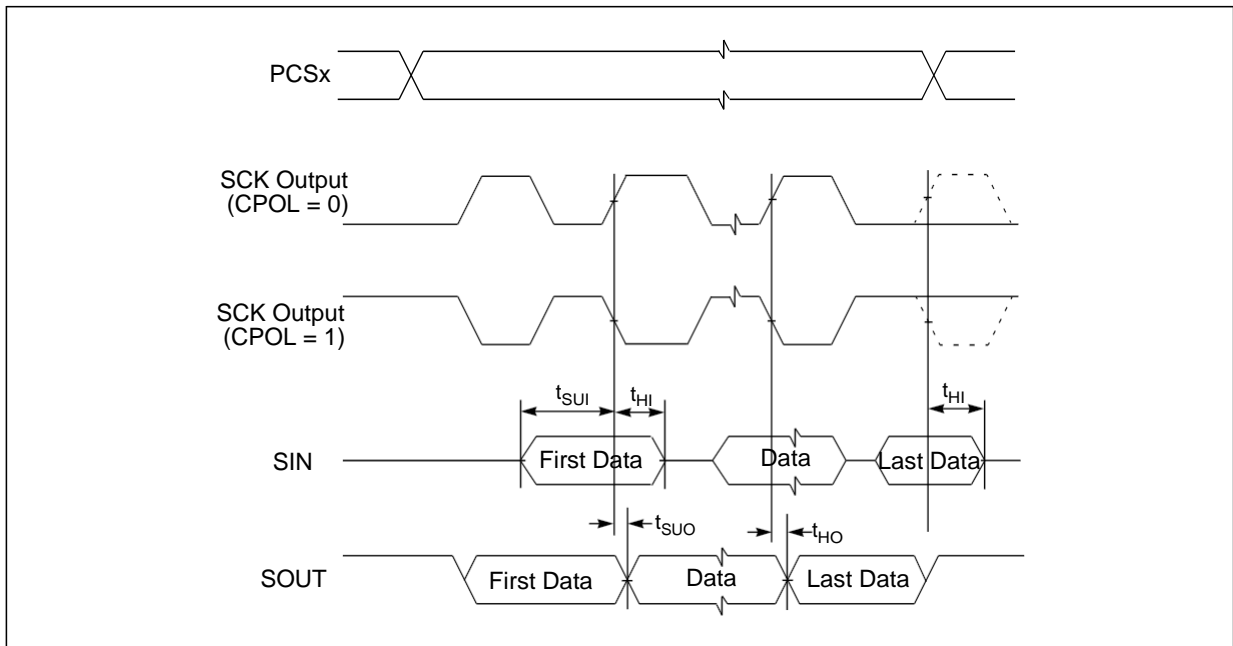 PCSx
SCK Output
(CPOL = 0)
SCK Output
(CPOL = 1)
tSUI
tHI
tHI
SIN
First Data
Data
Last Data
tSUO
tHO
SOUT
First Data
Data
Last Data